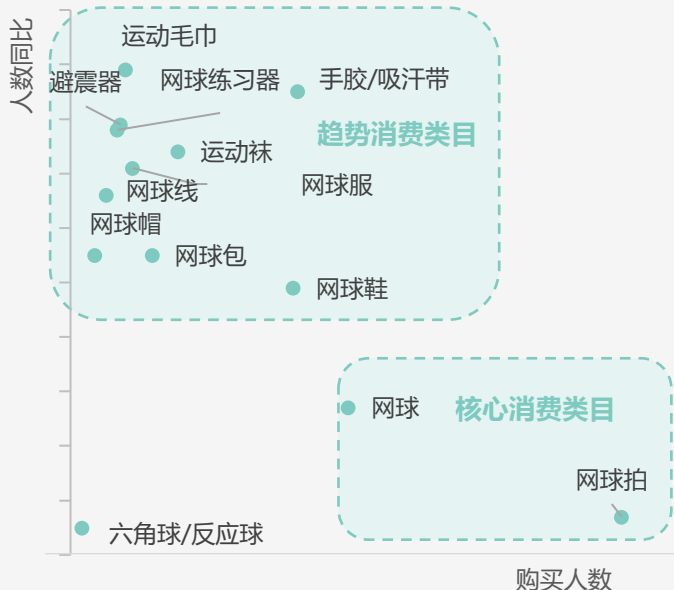 运动毛巾
人数同比
避震器
网球练习器
手胶/吸汗带
趋势消费类目
运动袜
网球线
网球服
网球帽
网球包
网球鞋
网球
核心消费类目
网球拍
六角球/反应球
购买人数